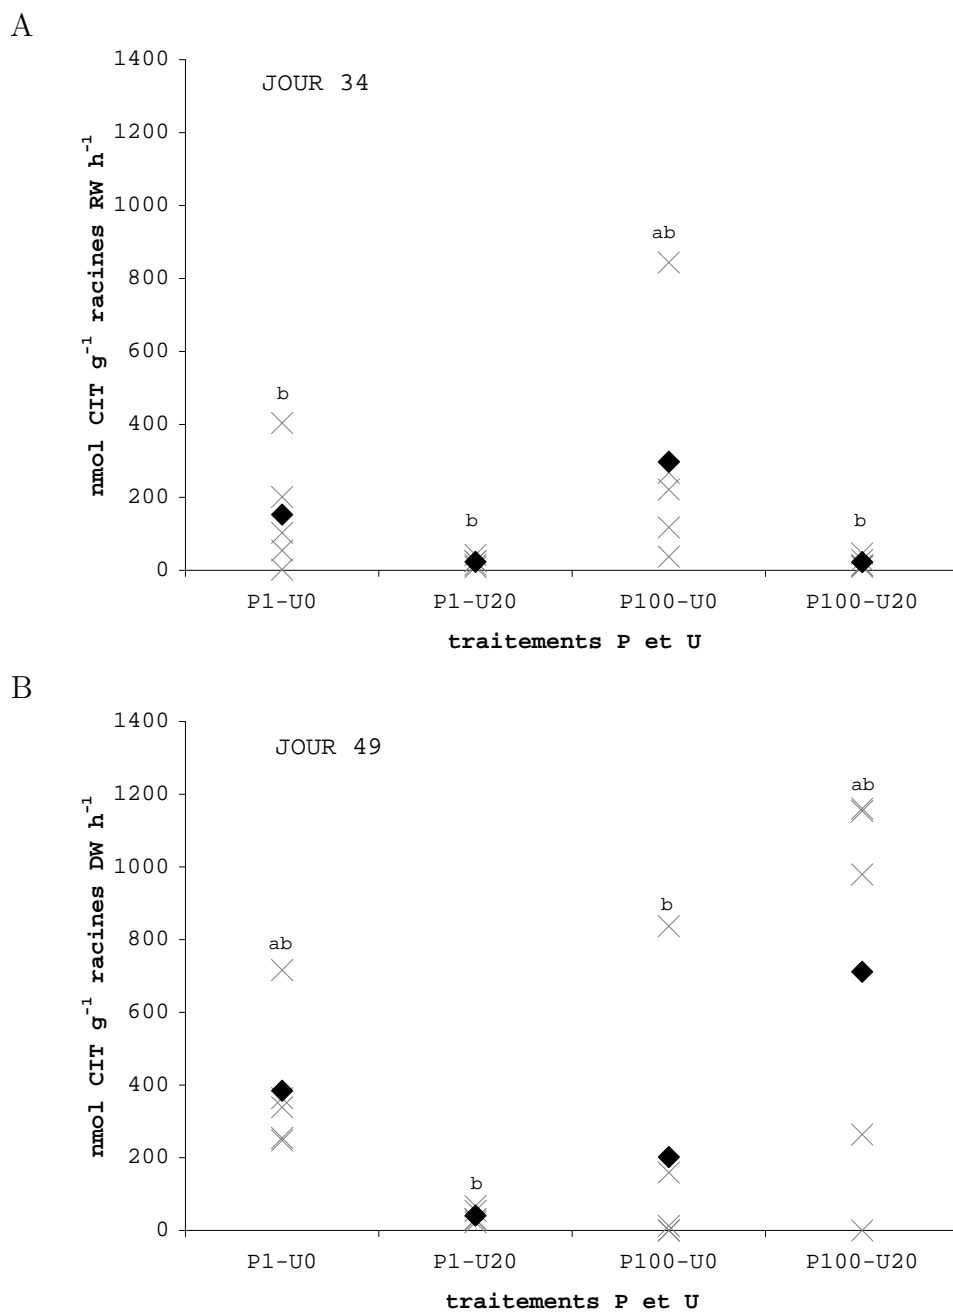 A
1400
JOUR 34
1200
1000
ab
800
600
b
400
200
b
b
0
P1-U0 P1-U20 P100-U0 P100-U20
nmol CIT g⁻¹ racines RW h⁻¹
traitements P et U
B
1400
JOUR 49
1200
ab
1000
b
ab
800
600
400
200
b
0
P1-U0 P1-U20 P100-U0 P100-U20
nmol CIT g⁻¹ racines DW h⁻¹
traitements P et U